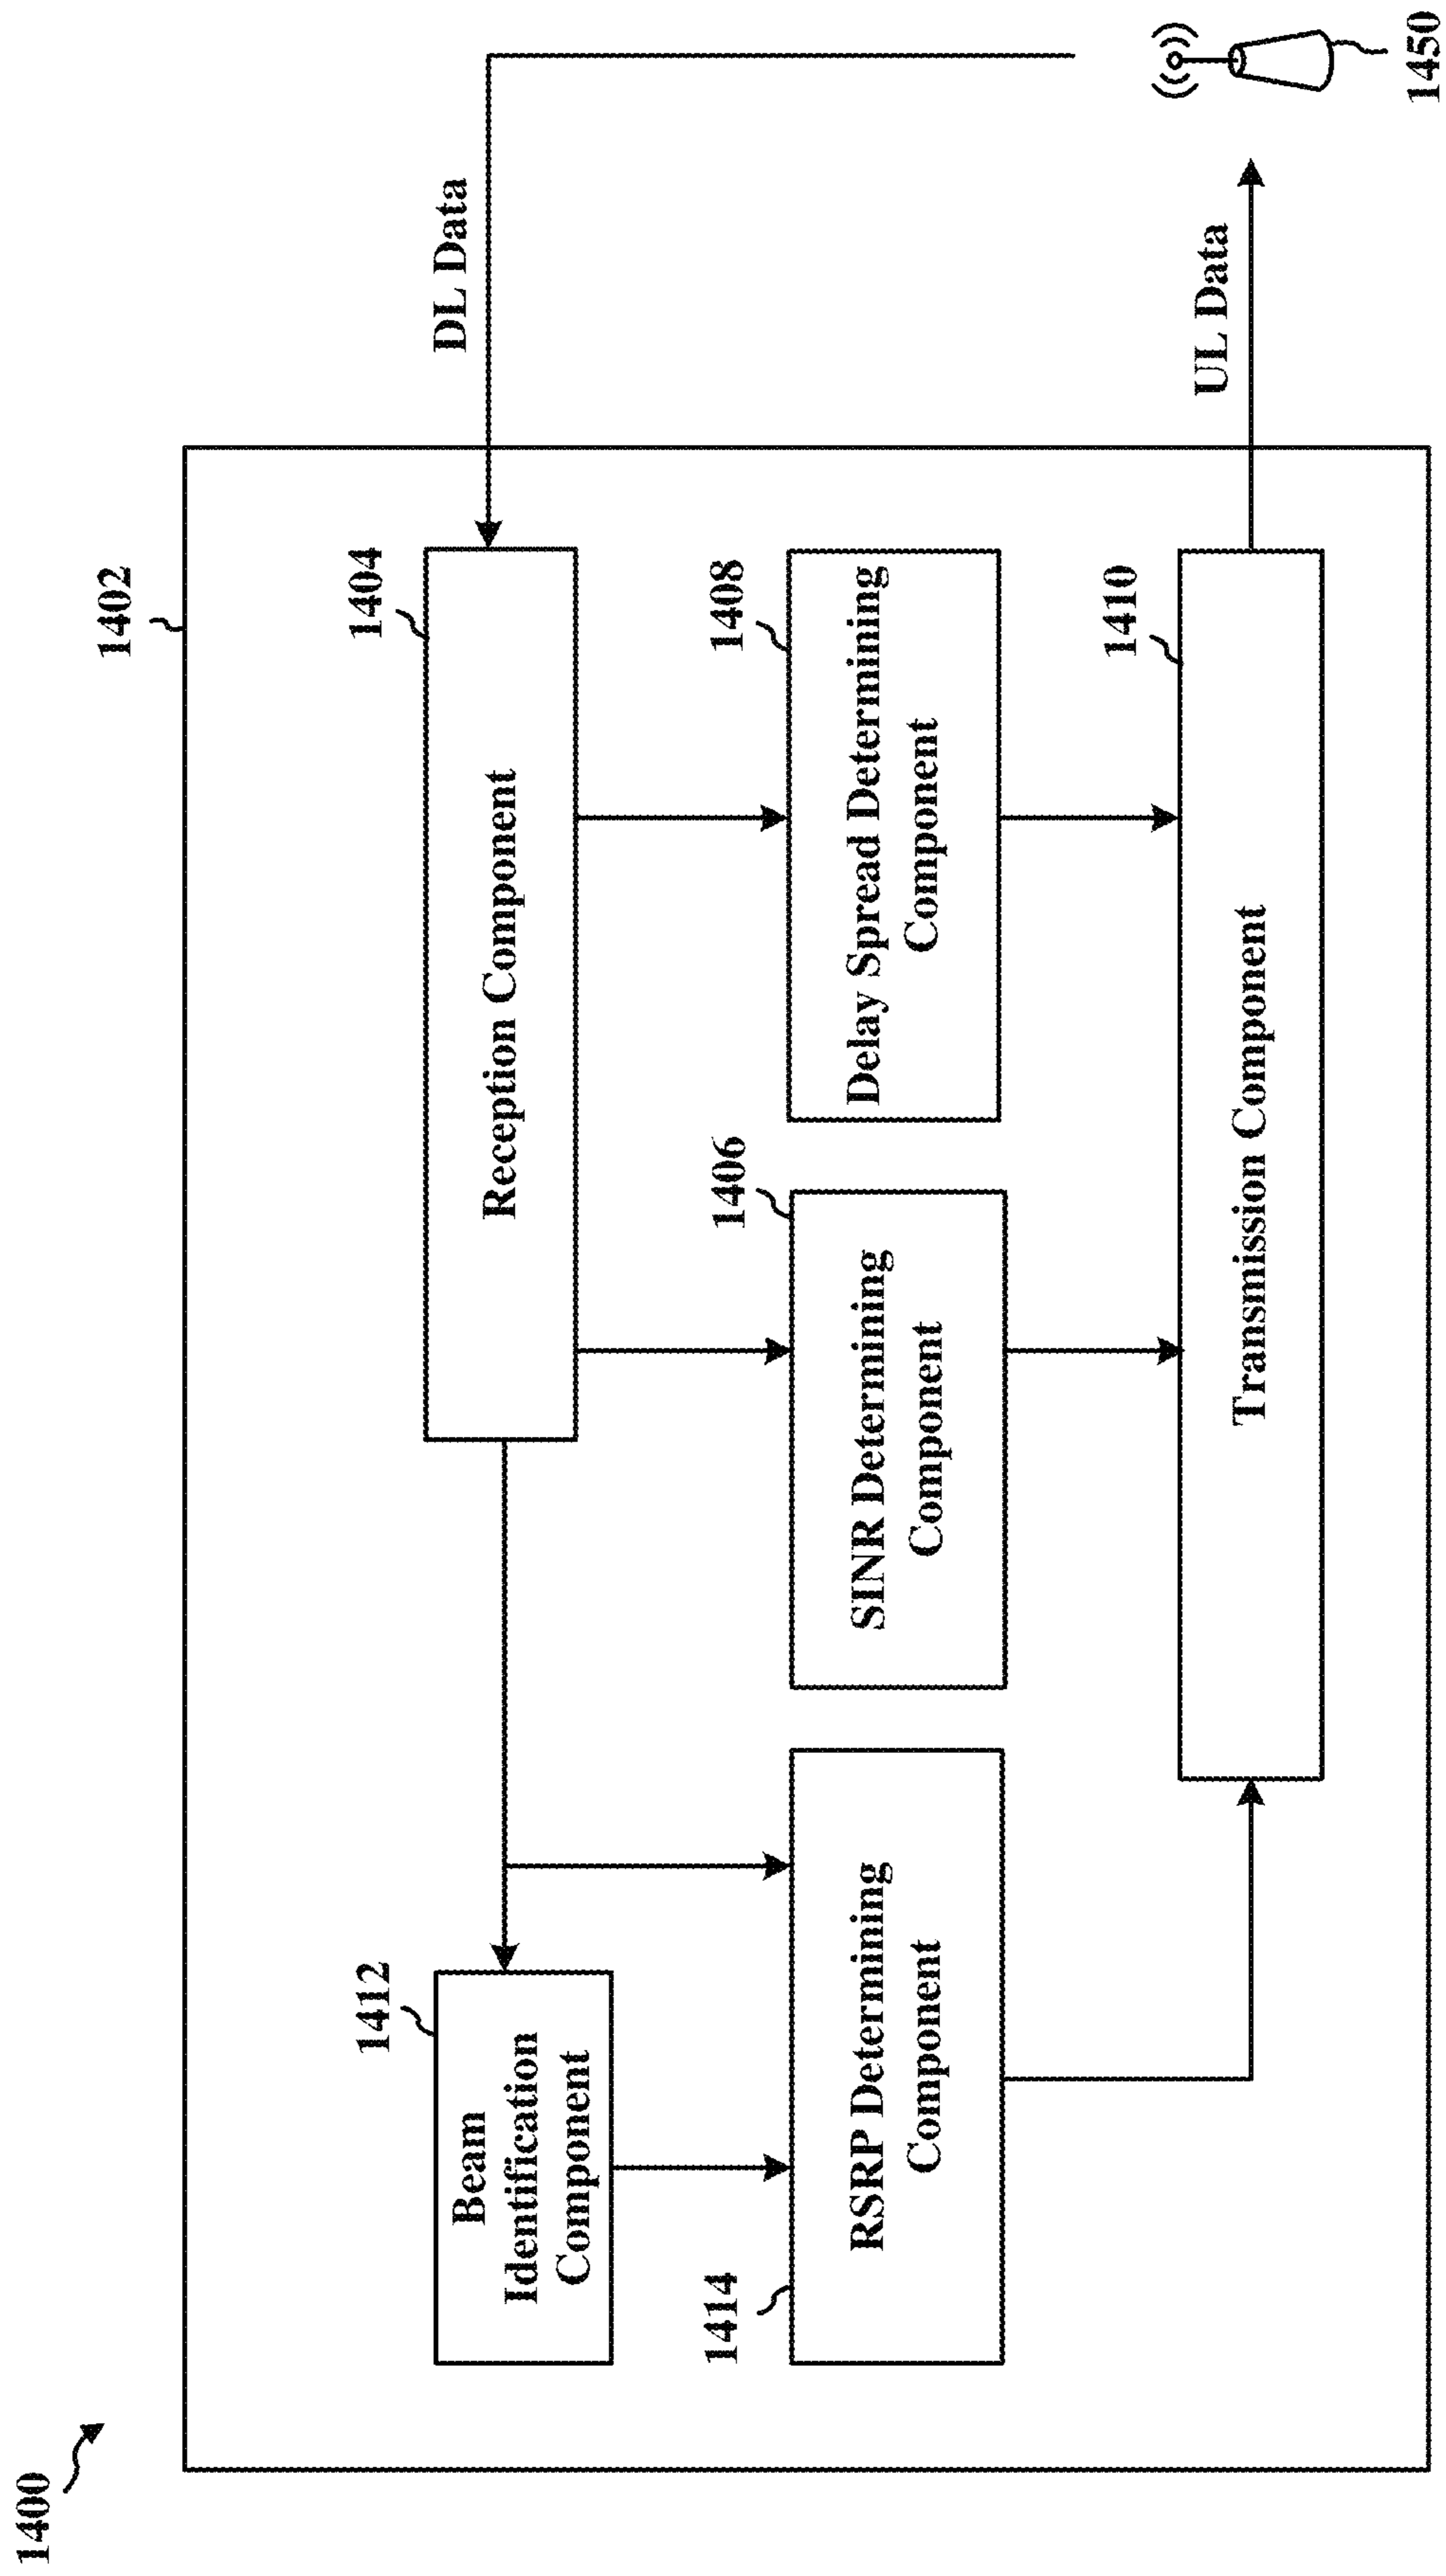 1400
1402
1412
Beam
Identification
Component
1404
Reception Component
DL Data
1414
RSRP Determining
Component
1406
SINR Determining
Component
1408
Delay Spread Determining
Component
1410
Transmission Component
UL Data
1450